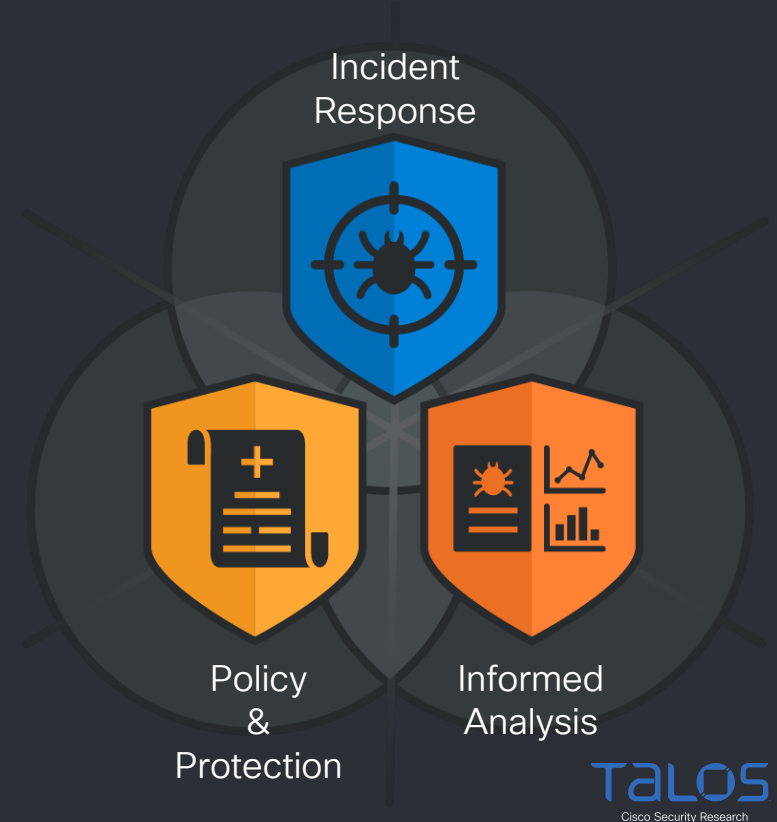 Incident
Response
Policy
&
Protection
Informed
Analysis
TALOS
Cisco Security Research